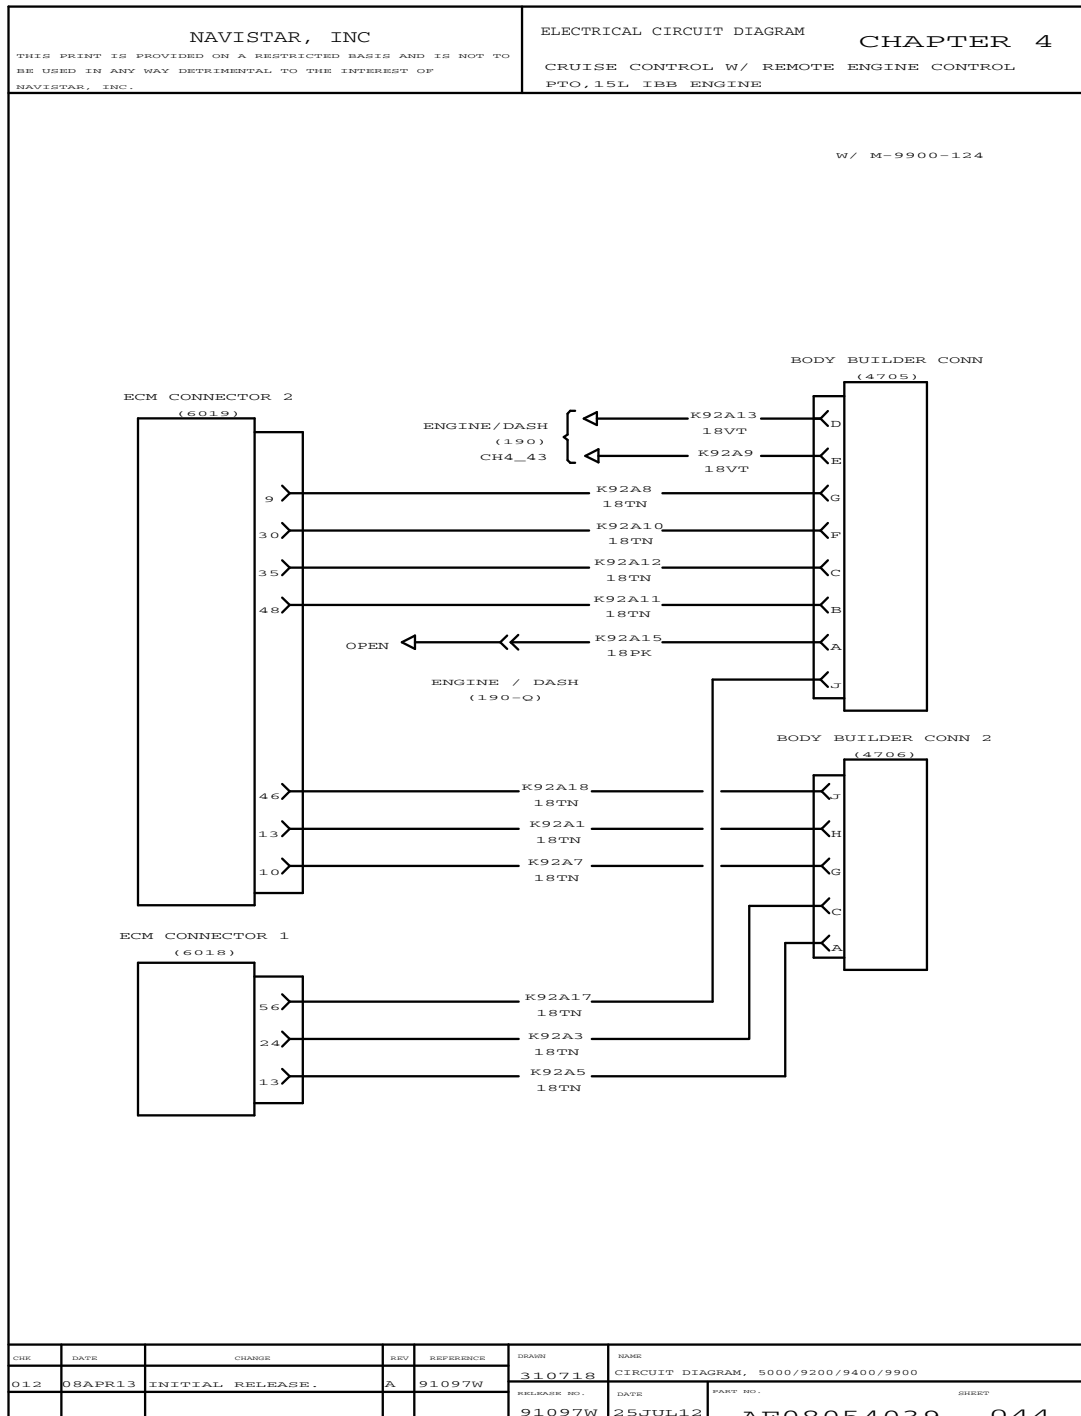 NAVISTAR, INC
THIS PRINT IS PROVIDED ON A RESTRICTED BASIS AND IS NOT TO
BE USED IN ANY WAY DETRIMENTAL TO THE INTEREST OF
NAVISTAR, INC.
ELECTRICAL CIRCUIT DIAGRAM
CHAPTER 4
CRUISE CONTROL W/ REMOTE ENGINE CONTROL
PTO,15L IBB ENGINE
W/ M-9900-124
BODY BUILDER CONN
(4705)
ECM CONNECTOR 2
(6019)
ENGINE/DASH
(190)
CH4_43
K92A13
18VT
D
K92A9
18VT
E
9
K92A8
18TN
G
30
K92A10
18TN
F
35
K92A12
18TN
C
48
K92A11
18TN
B
OPEN
K92A15
18PK
A
ENGINE / DASH
(190-Q)
J
BODY BUILDER CONN 2
(4706)
46
K92A18
18TN
J
13
K92A1
18TN
H
10
K92A7
18TN
G
C
A
ECM CONNECTOR 1
(6018)
56
K92A17
18TN
24
K92A3
18TN
13
K92A5
18TN
CHK DATE CHANGE REV REFERENCE
012 08APR13 INITIAL RELEASE. A 91097W
DRAWN
310718
NAME
CIRCUIT DIAGRAM, 5000/9200/9400/9900
RELEASE NO.
91097W
DATE
25JUL12
PART NO.
AF08054039
SHEET
044